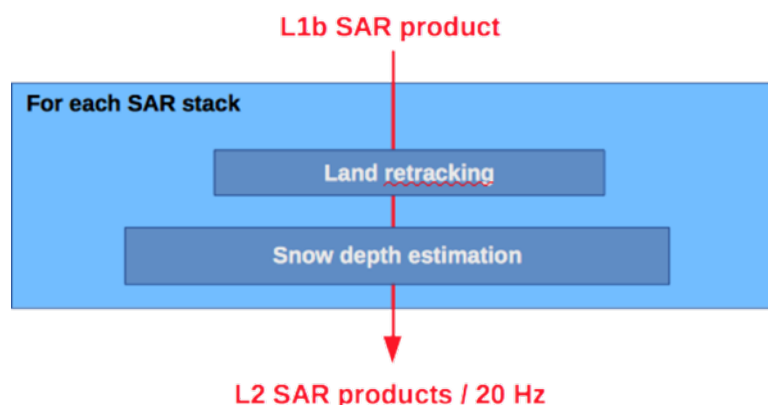 L1b SAR product
For each SAR stack
Land retracking
Snow depth estimation
L2 SAR products / 20 Hz